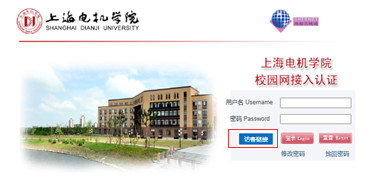 上海电机学院
SHANGHAI DIANJI UNIVERSITY
上海电机学院
校园网接入认证
用户名 Username
密码 Password
访客链接 登录 Login 重置 Reset
修改密码 找回密码